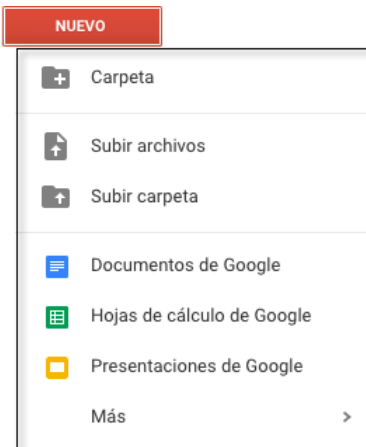 NUEVO
Carpeta
Subir archivos
Subir carpeta
Documentos de Google
Hojas de cálculo de Google
Presentaciones de Google
Más